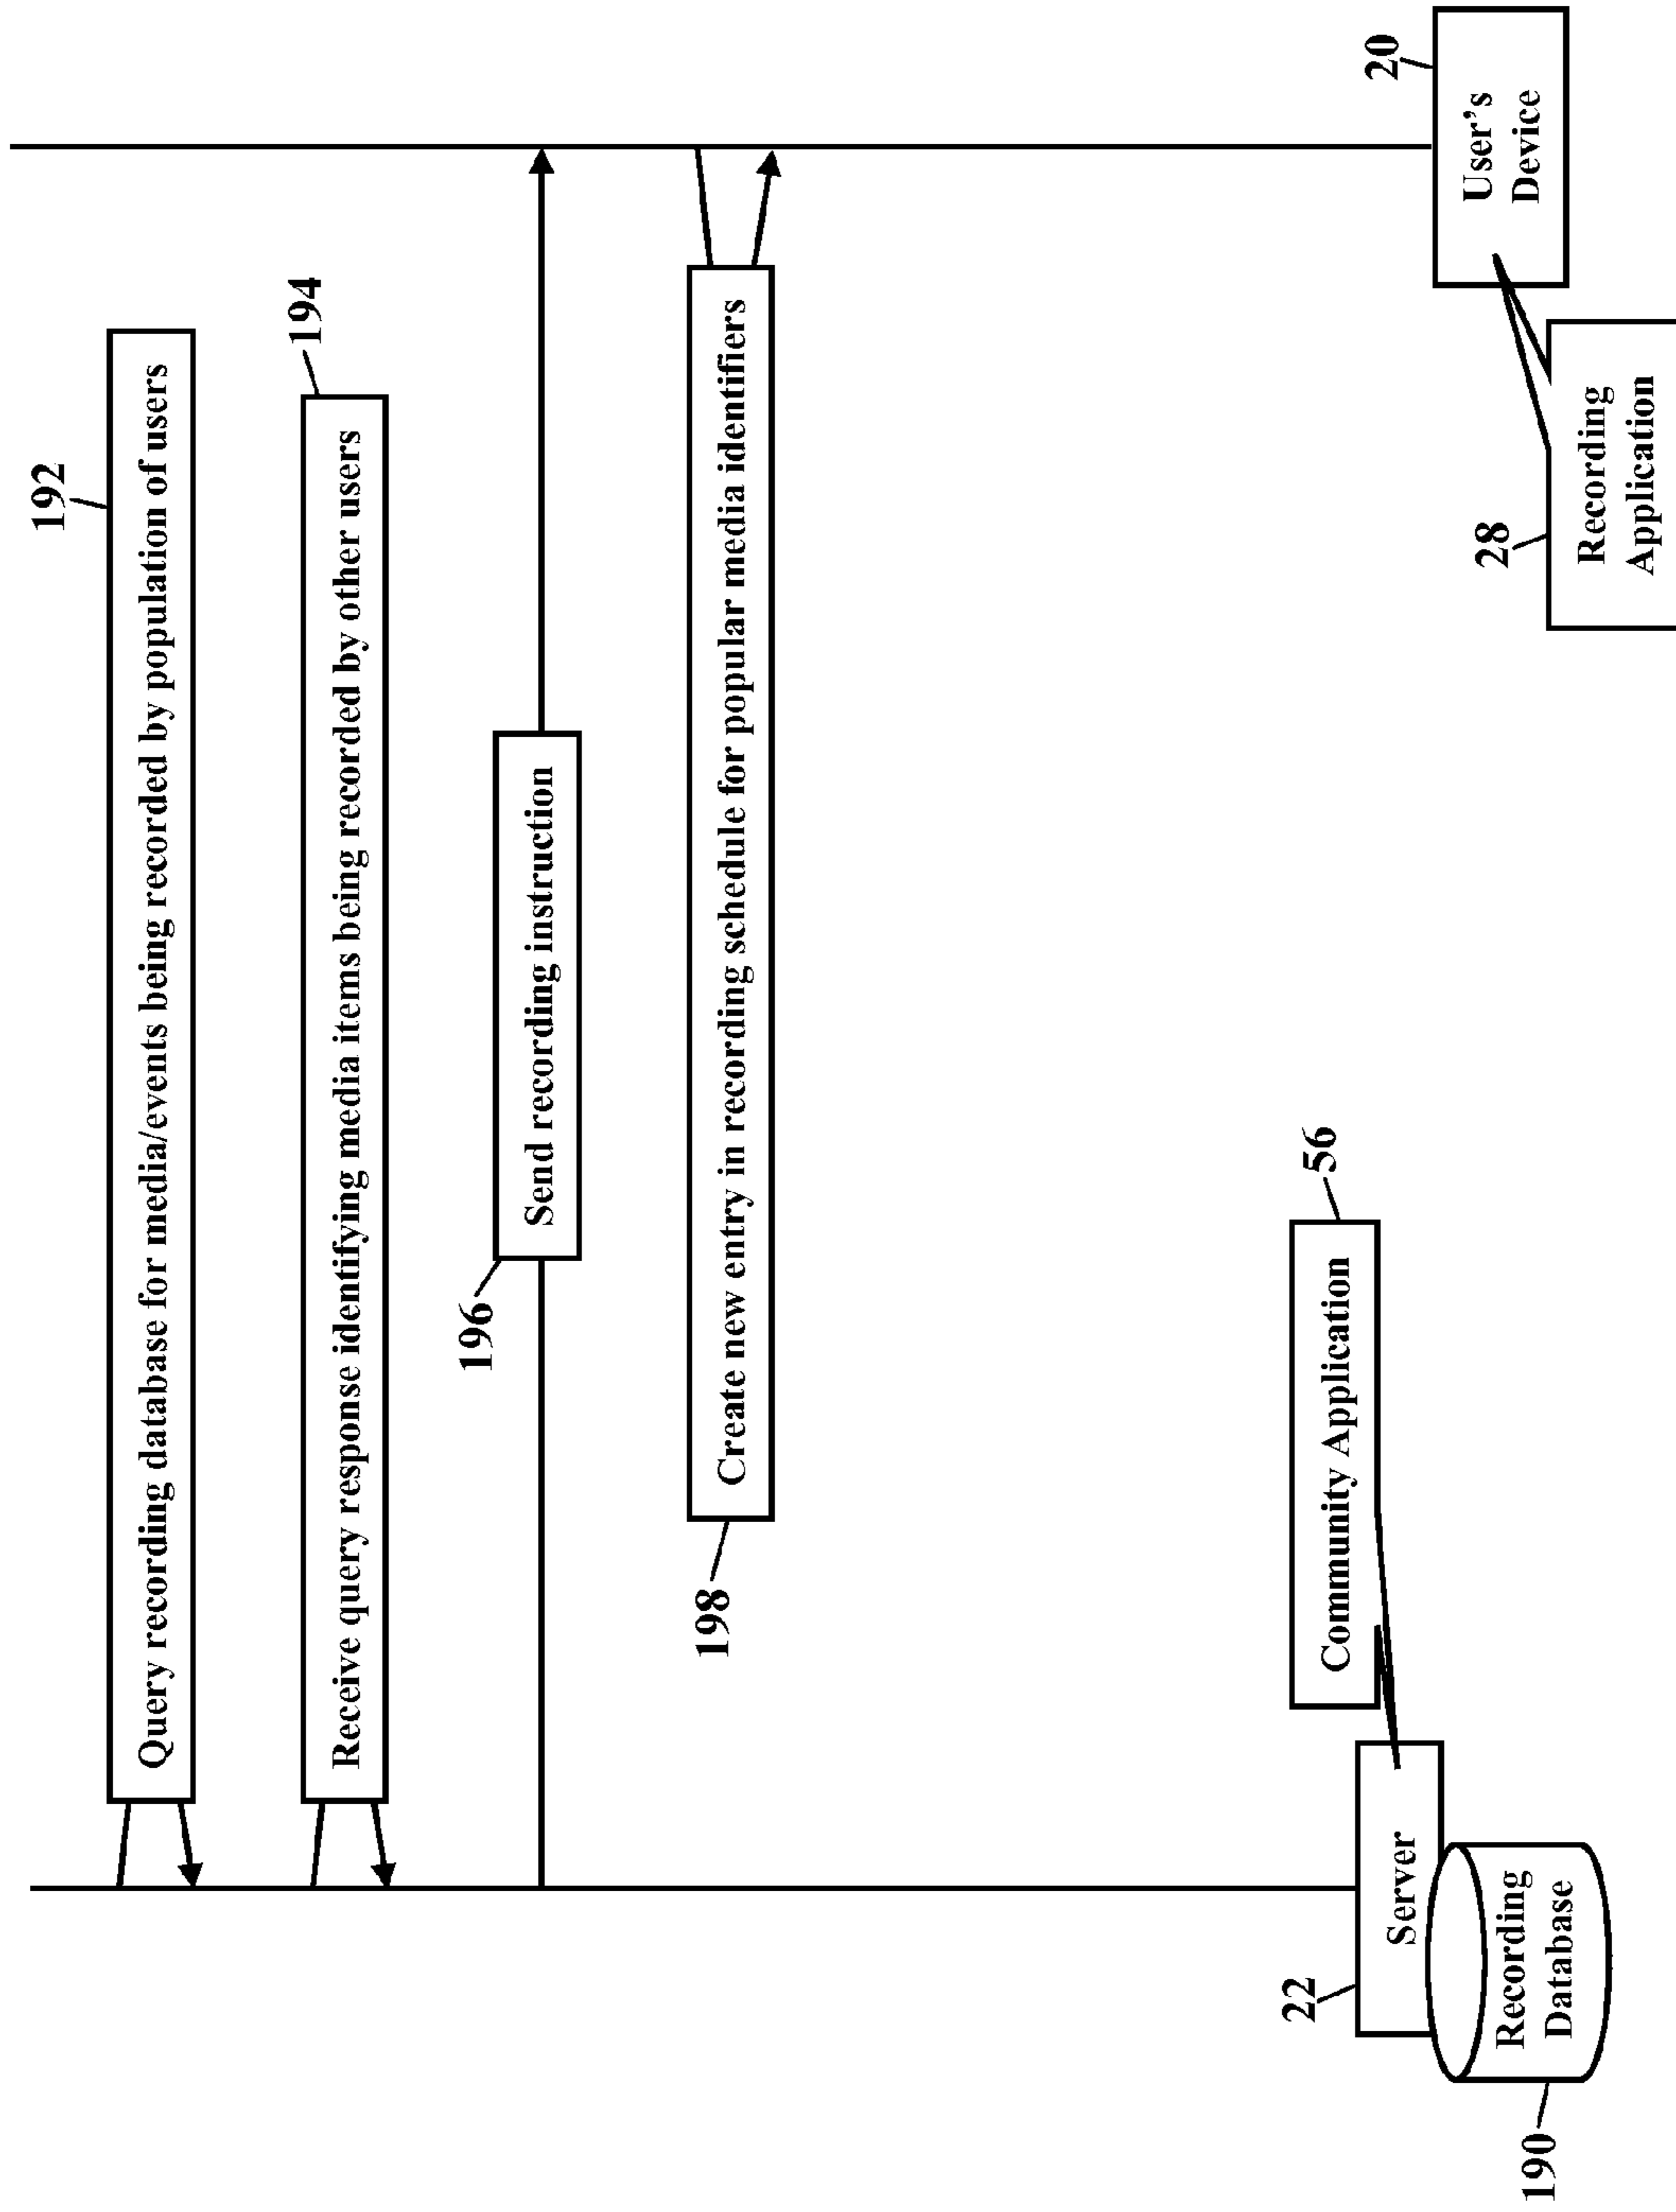 192
Query recording database for media/events being recorded by population of users
194
Receive query response identifying media items being recorded by other users
196
Send recording instruction
198
Create new entry in recording schedule for popular media identifiers
56
Community Application
22
Server
Recording
Database
190
20
User's
Device
28
Recording
Application